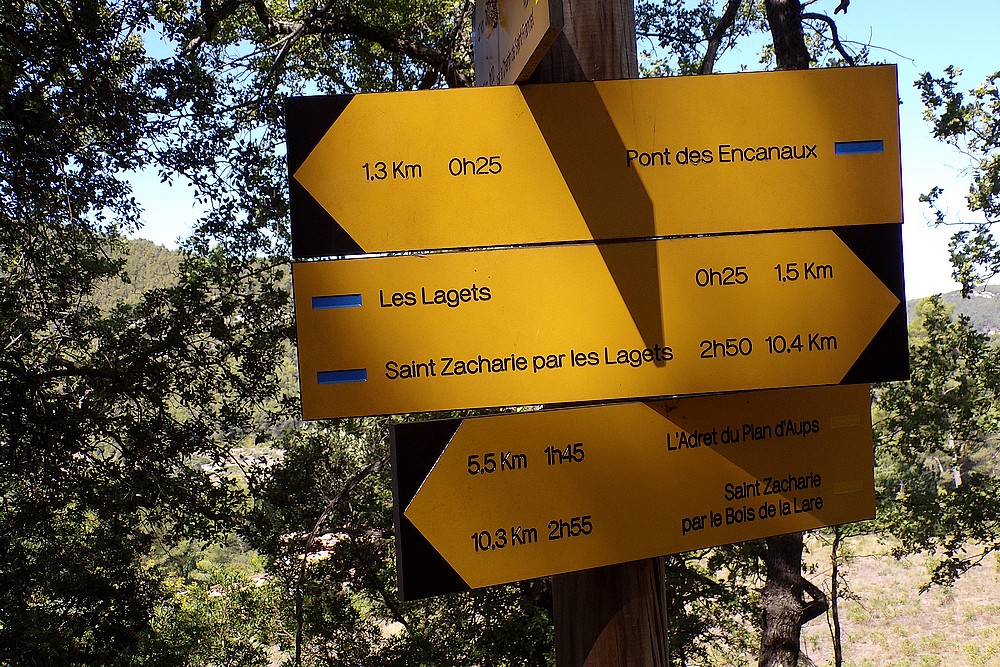 1.3 Km 0h25 Pont des Encanaux
Les Lagets 0h25 1.5 Km
Saint Zacharie par les Lagets 2h50 10.4 Km
5.5 Km 1h45 L'Adret du Plan d'Aups
10.3 Km 2h55 Saint Zacharie
par le Bois de la Lare